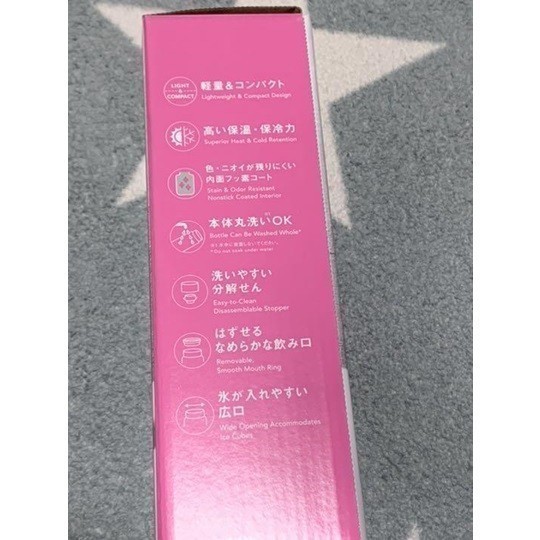 LIGHT
&
COMPACT
軽量&コンパクト
Lightweight & Compact Design
高い保温・保冷力
Superior Heat & Cold Retention
色・ニオイが残りにくい
内面フッ素コート
Stain & Odor Resistant
Nonstick Coated Interior
本体丸洗いOK
Bottle Can Be Washed Whole*
*Do not soak under water.
洗いやすい
分解せん
Easy-to-Clean
Disassemblable Stopper
はずせる
なめらかな飲み口
Removable,
Smooth Mouth Ring
氷が入れやすい
広口
Wide Opening Accommodates
Ice Cubes